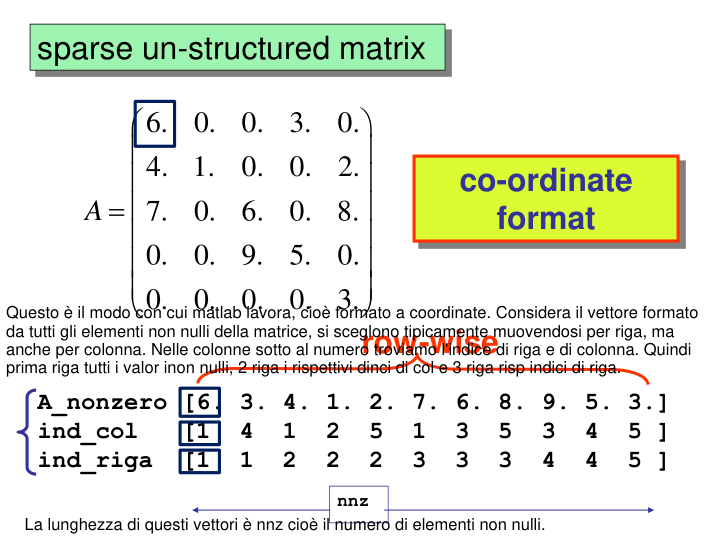 sparse un-structured matrix
6. 0. 0. 3. 0.
4. 1. 0. 0. 2.
A = 7. 0. 6. 0. 8.
0. 0. 9. 5. 0.
0. 0. 0. 0. 3.
co-ordinate
format
Questo è il modo con cui matlab lavora, cioè formato a coordinate. Considera il vettore formato
da tutti gli elementi non nulli della matrice, si sceglono tipicamente muovendosi per riga, ma
anche per colonna. Nelle colonne sotto al numero troviamo l'indice di riga e di colonna. Quindi
prima riga tutti i valor inon nulli, 2 riga i rispettivi dinci di col e 3 riga risp indici di riga.
row-wise
A_nonzero [6. 3. 4. 1. 2. 7. 6. 8. 9. 5. 3.]
ind_col [1 4 1 2 5 1 3 5 3 4 5 ]
ind_riga [1 1 2 2 2 3 3 3 4 4 5 ]
nnz
La lunghezza di questi vettori è nnz cioè il numero di elementi non nulli.